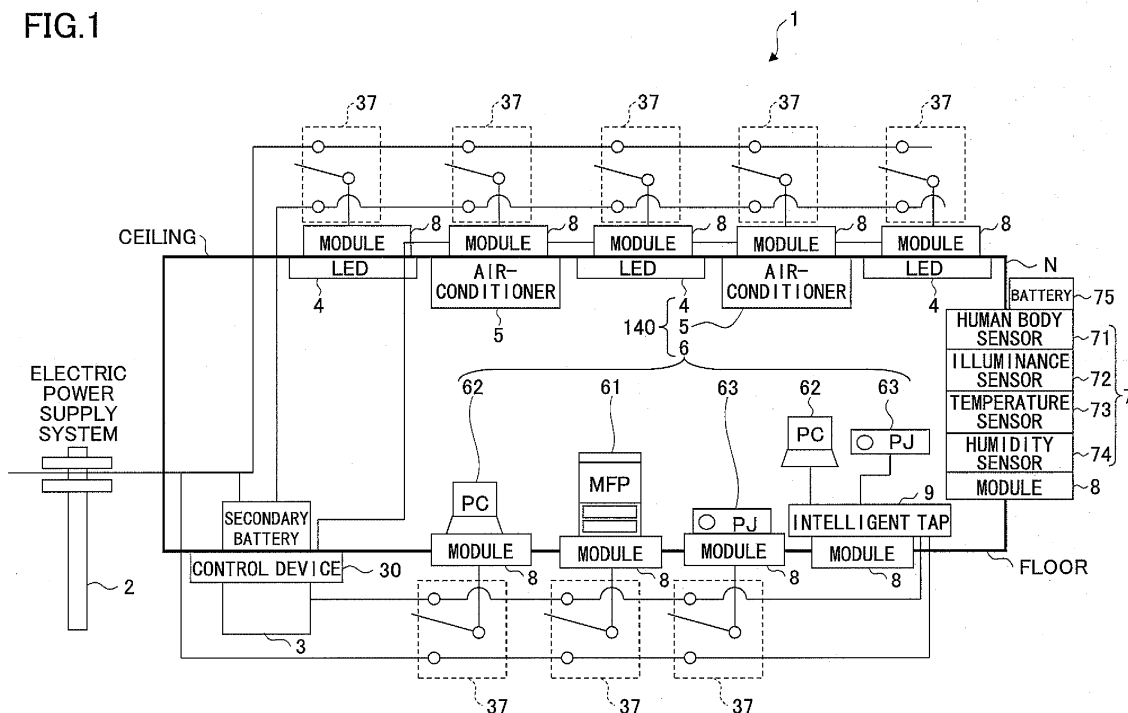 FIG.1
1
37 37 37 37 37
8 8 8 8 8
CEILING
MODULE MODULE MODULE MODULE MODULE
LED
AIR-
CONDITIONER
LED
AIR-
CONDITIONER
LED
N
4 5 4 4
140
5
6
5
BATTERY 75
HUMAN BODY
SENSOR
71
ILLUMINANCE
SENSOR
72
TEMPERATURE
SENSOR
73
HUMIDITY
SENSOR
74
7
MODULE 8
ELECTRIC
POWER
SUPPLY
SYSTEM
62 61 63 62 63
PC PJ
PC MFP PJ
9
INTELLIGENT TAP
SECONDARY
BATTERY
MODULE MODULE MODULE MODULE
8 8 8 8
CONTROL DEVICE 30
FLOOR
2
3
37 37 37